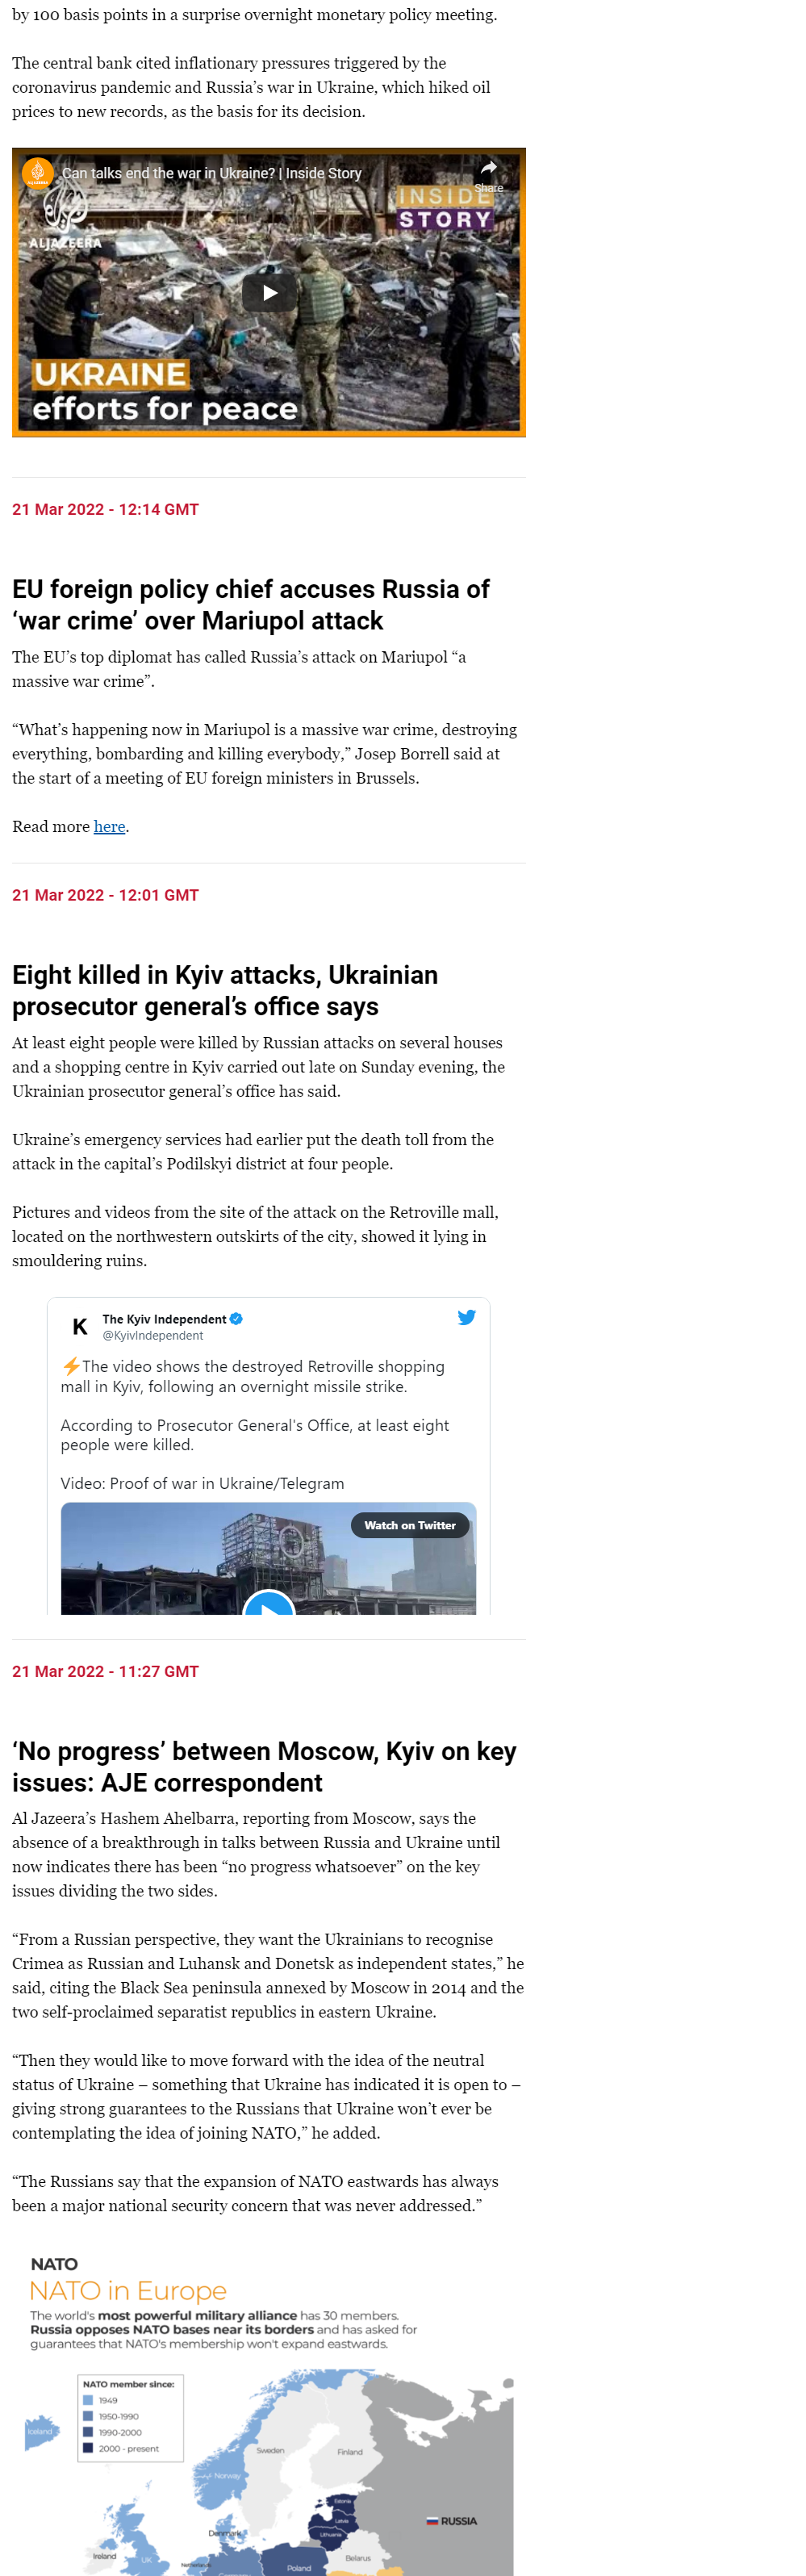 by 100 basis points in a surprise overnight monetary policy meeting.
The central bank cited inflationary pressures triggered by the
coronavirus pandemic and Russia’s war in Ukraine, which hiked oil
prices to new records, as the basis for its decision.
Can talks end the war in Ukraine? | Inside Story
Share
INSIDE
STORY
ALJAZEERA
UKRAINE
efforts for peace
21 Mar 2022 - 12:14 GMT
EU foreign policy chief accuses Russia of
‘war crime’ over Mariupol attack
The EU’s top diplomat has called Russia’s attack on Mariupol “a
massive war crime”.
“What’s happening now in Mariupol is a massive war crime, destroying
everything, bombarding and killing everybody,” Josep Borrell said at
the start of a meeting of EU foreign ministers in Brussels.
Read more here.
21 Mar 2022 - 12:01 GMT
Eight killed in Kyiv attacks, Ukrainian
prosecutor general’s office says
At least eight people were killed by Russian attacks on several houses
and a shopping centre in Kyiv carried out late on Sunday evening, the
Ukrainian prosecutor general’s office has said.
Ukraine’s emergency services had earlier put the death toll from the
attack in the capital’s Podilskyi district at four people.
Pictures and videos from the site of the attack on the Retroville mall,
located on the northwestern outskirts of the city, showed it lying in
smouldering ruins.
K
The Kyiv Independent
@KyivIndependent
⚡The video shows the destroyed Retroville shopping
mall in Kyiv, following an overnight missile strike.
According to Prosecutor General's Office, at least eight
people were killed.
Video: Proof of war in Ukraine/Telegram
Watch on Twitter
21 Mar 2022 - 11:27 GMT
‘No progress’ between Moscow, Kyiv on key
issues: AJE correspondent
Al Jazeera’s Hashem Ahelbarra, reporting from Moscow, says the
absence of a breakthrough in talks between Russia and Ukraine until
now indicates there has been “no progress whatsoever” on the key
issues dividing the two sides.
“From a Russian perspective, they want the Ukrainians to recognise
Crimea as Russian and Luhansk and Donetsk as independent states,” he
said, citing the Black Sea peninsula annexed by Moscow in 2014 and the
two self-proclaimed separatist republics in eastern Ukraine.
“Then they would like to move forward with the idea of the neutral
status of Ukraine – something that Ukraine has indicated it is open to –
giving strong guarantees to the Russians that Ukraine won’t ever be
contemplating the idea of joining NATO,” he added.
“The Russians say that the expansion of NATO eastwards has always
been a major national security concern that was never addressed.”
NATO
NATO in Europe
The world's most powerful military alliance has 30 members.
Russia opposes NATO bases near its borders and has asked for
guarantees that NATO's membership won't expand eastwards.
NATO member since:
1949
1950-1990
1990-2000
2000 - present
Iceland
Sweden
Finland
Norway
Estonia
Latvia
Lithuania
RUSSIA
Denmark
Ireland
UK
Netherlands
Belarus
Poland